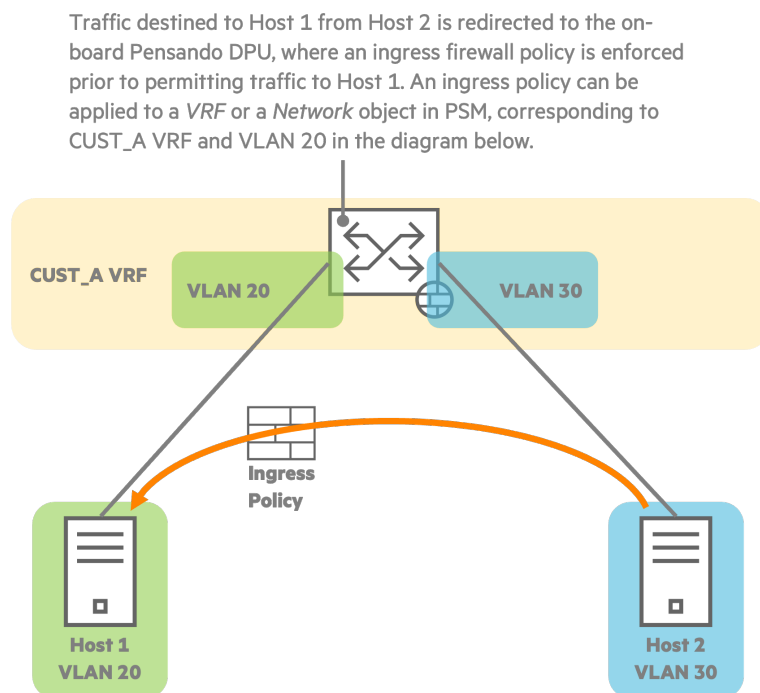 Traffic destined to Host 1 from Host 2 is redirected to the on-
board Pensando DPU, where an ingress firewall policy is enforced
prior to permitting traffic to Host 1. An ingress policy can be
applied to a VRF or a Network object in PSM, corresponding to
CUST_A VRF and VLAN 20 in the diagram below.
CUST_A VRF
VLAN 20
VLAN 30
Ingress
Policy
Host 1
VLAN 20
Host 2
VLAN 30